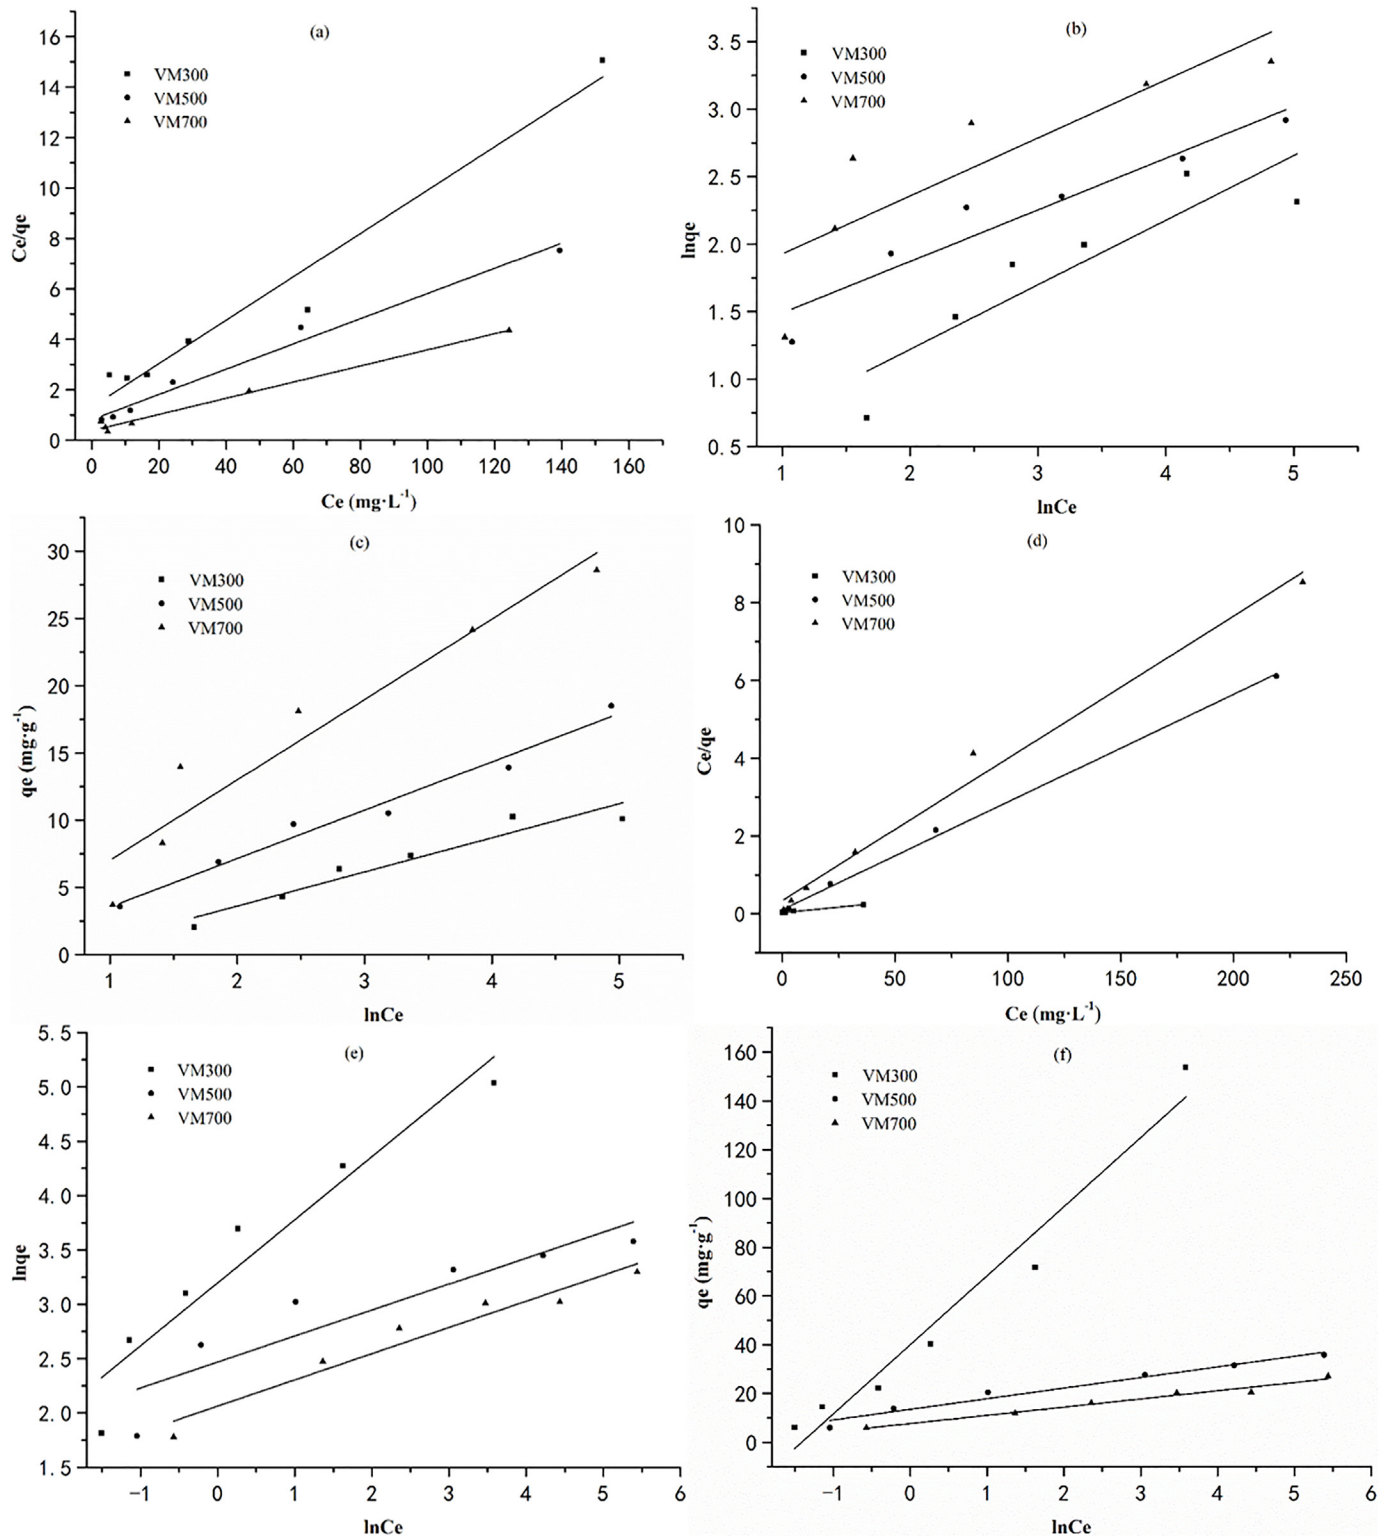 (a)
VM300
VM500
VM700
16
14
12
10
8
6
4
2
0
Ce/qe
0 20 40 60 80 100 120 140 160
Ce (mg·L⁻¹)
(b)
VM300
VM500
VM700
3.5
3.0
2.5
2.0
1.5
1.0
0.5
lnqe
1 2 3 4 5
lnCe
(c)
VM300
VM500
VM700
30
25
20
15
10
5
0
qe (mg·g⁻¹)
1 2 3 4 5
lnCe
(d)
VM300
VM500
VM700
10
8
6
4
2
0
Ce/qe
0 50 100 150 200 250
Ce (mg·L⁻¹)
(e)
VM300
VM500
VM700
5.5
5.0
4.5
4.0
3.5
3.0
2.5
2.0
1.5
lnqe
−1 0 1 2 3 4 5 6
lnCe
(f)
VM300
VM500
VM700
160
140
120
100
80
60
40
20
0
qe (mg·g⁻¹)
−1 0 1 2 3 4 5 6
lnCe